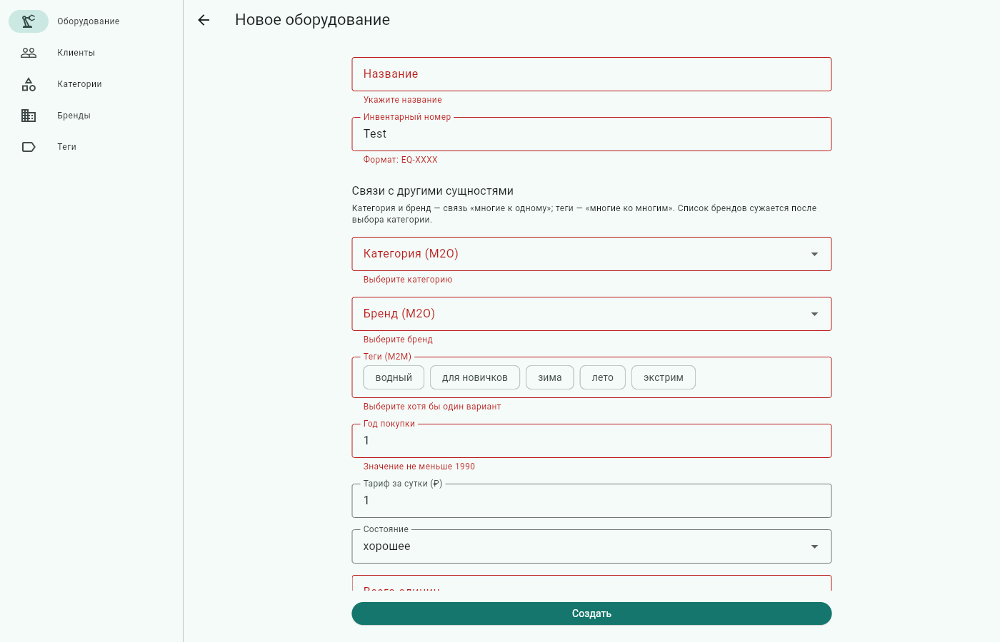 Оборудование
Клиенты
Категории
Бренды
Теги
Новое оборудование
Название
Укажите название
Инвентарный номер
Test
Формат: EQ-XXXX
Связи с другими сущностями
Категория и бренд — связь «многие к одному»; теги — «многие ко многим». Список брендов сужается после
выбора категории.
Категория (M2O)
Выберите категорию
Бренд (M2O)
Выберите бренд
Теги (M2M)
водный для новичков зима лето экстрим
Выберите хотя бы один вариант
Год покупки
1
Значение не меньше 1990
Тариф за сутки (₽)
1
Состояние
хорошее
Всего единиц
Создать